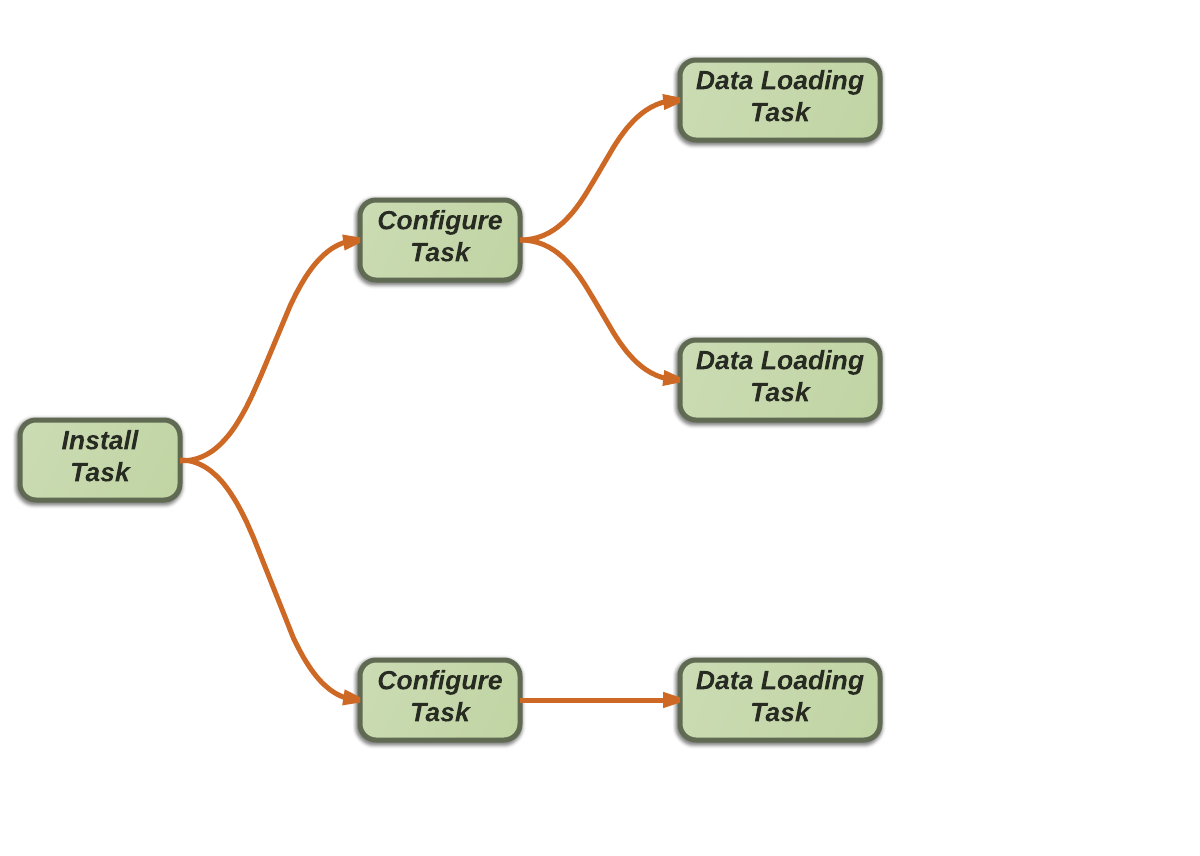 Data Loading
Task
Configure
Task
Data Loading
Task
Install
Task
Configure
Task
Data Loading
Task